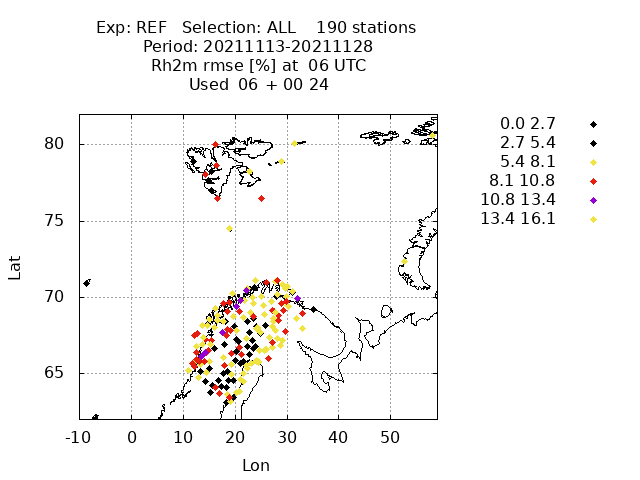 Exp: REF Selection: ALL 190 stations
Period: 20211113-20211128
Rh2m rmse [%] at 06 UTC
Used 06 + 00 24
0.0 2.7
2.7 5.4
5.4 8.1
8.1 10.8
10.8 13.4
13.4 16.1
80
75
70
65
Lat
-10 0 10 20 30 40 50
Lon